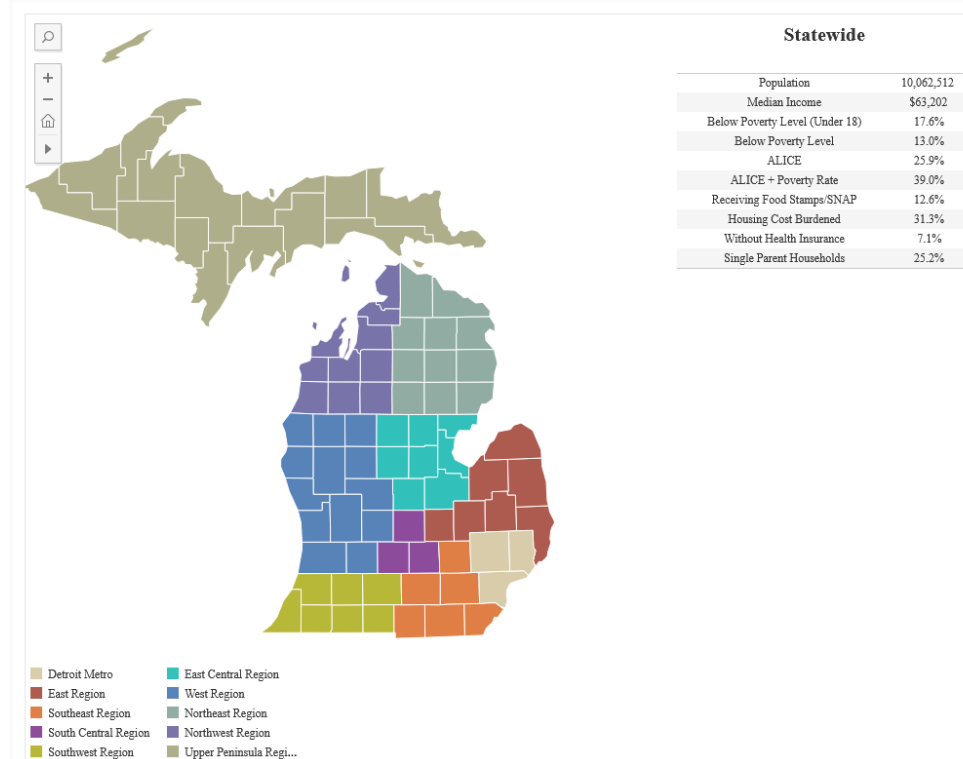 Statewide
Population 10,062,512
Median Income $63,202
Below Poverty Level (Under 18) 17.6%
Below Poverty Level 13.0%
ALICE 25.9%
ALICE + Poverty Rate 39.0%
Receiving Food Stamps/SNAP 12.6%
Housing Cost Burdened 31.3%
Without Health Insurance 7.1%
Single Parent Households 25.2%
Detroit Metro
East Region
Southeast Region
South Central Region
Southwest Region
East Central Region
West Region
Northeast Region
Northwest Region
Upper Peninsula Regi...